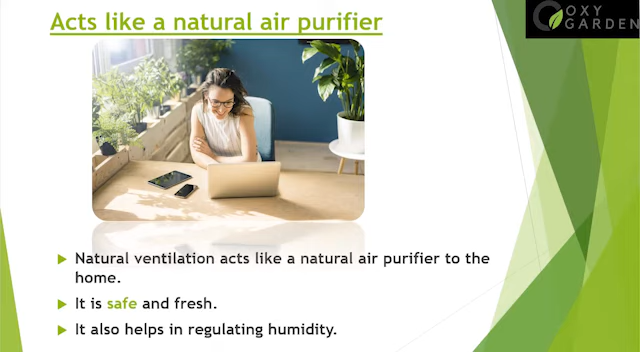 Acts like a natural air purifier
OXY
GARDEN
Natural ventilation acts like a natural air purifier to the
home.
It is safe and fresh.
It also helps in regulating humidity.